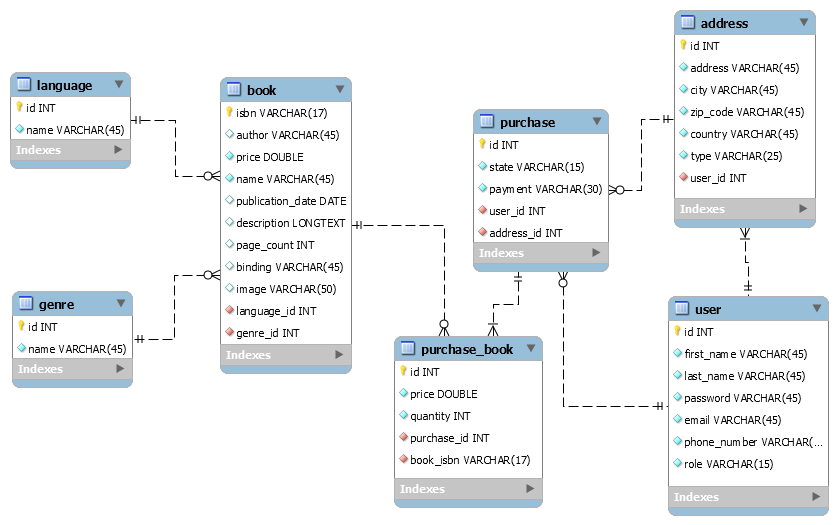 language
id INT
name VARCHAR(45)
Indexes
genre
id INT
name VARCHAR(45)
Indexes
book
isbn VARCHAR(17)
author VARCHAR(45)
price DOUBLE
name VARCHAR(45)
publication_date DATE
description LONGTEXT
page_count INT
binding VARCHAR(45)
image VARCHAR(50)
language_id INT
genre_id INT
Indexes
purchase
id INT
state VARCHAR(15)
payment VARCHAR(30)
user_id INT
address_id INT
Indexes
purchase_book
id INT
price DOUBLE
quantity INT
purchase_id INT
book_isbn VARCHAR(17)
Indexes
address
id INT
address VARCHAR(45)
city VARCHAR(45)
zip_code VARCHAR(45)
country VARCHAR(45)
type VARCHAR(25)
user_id INT
Indexes
user
id INT
first_name VARCHAR(45)
last_name VARCHAR(45)
password VARCHAR(45)
email VARCHAR(45)
phone_number VARCHAR(...
role VARCHAR(15)
Indexes